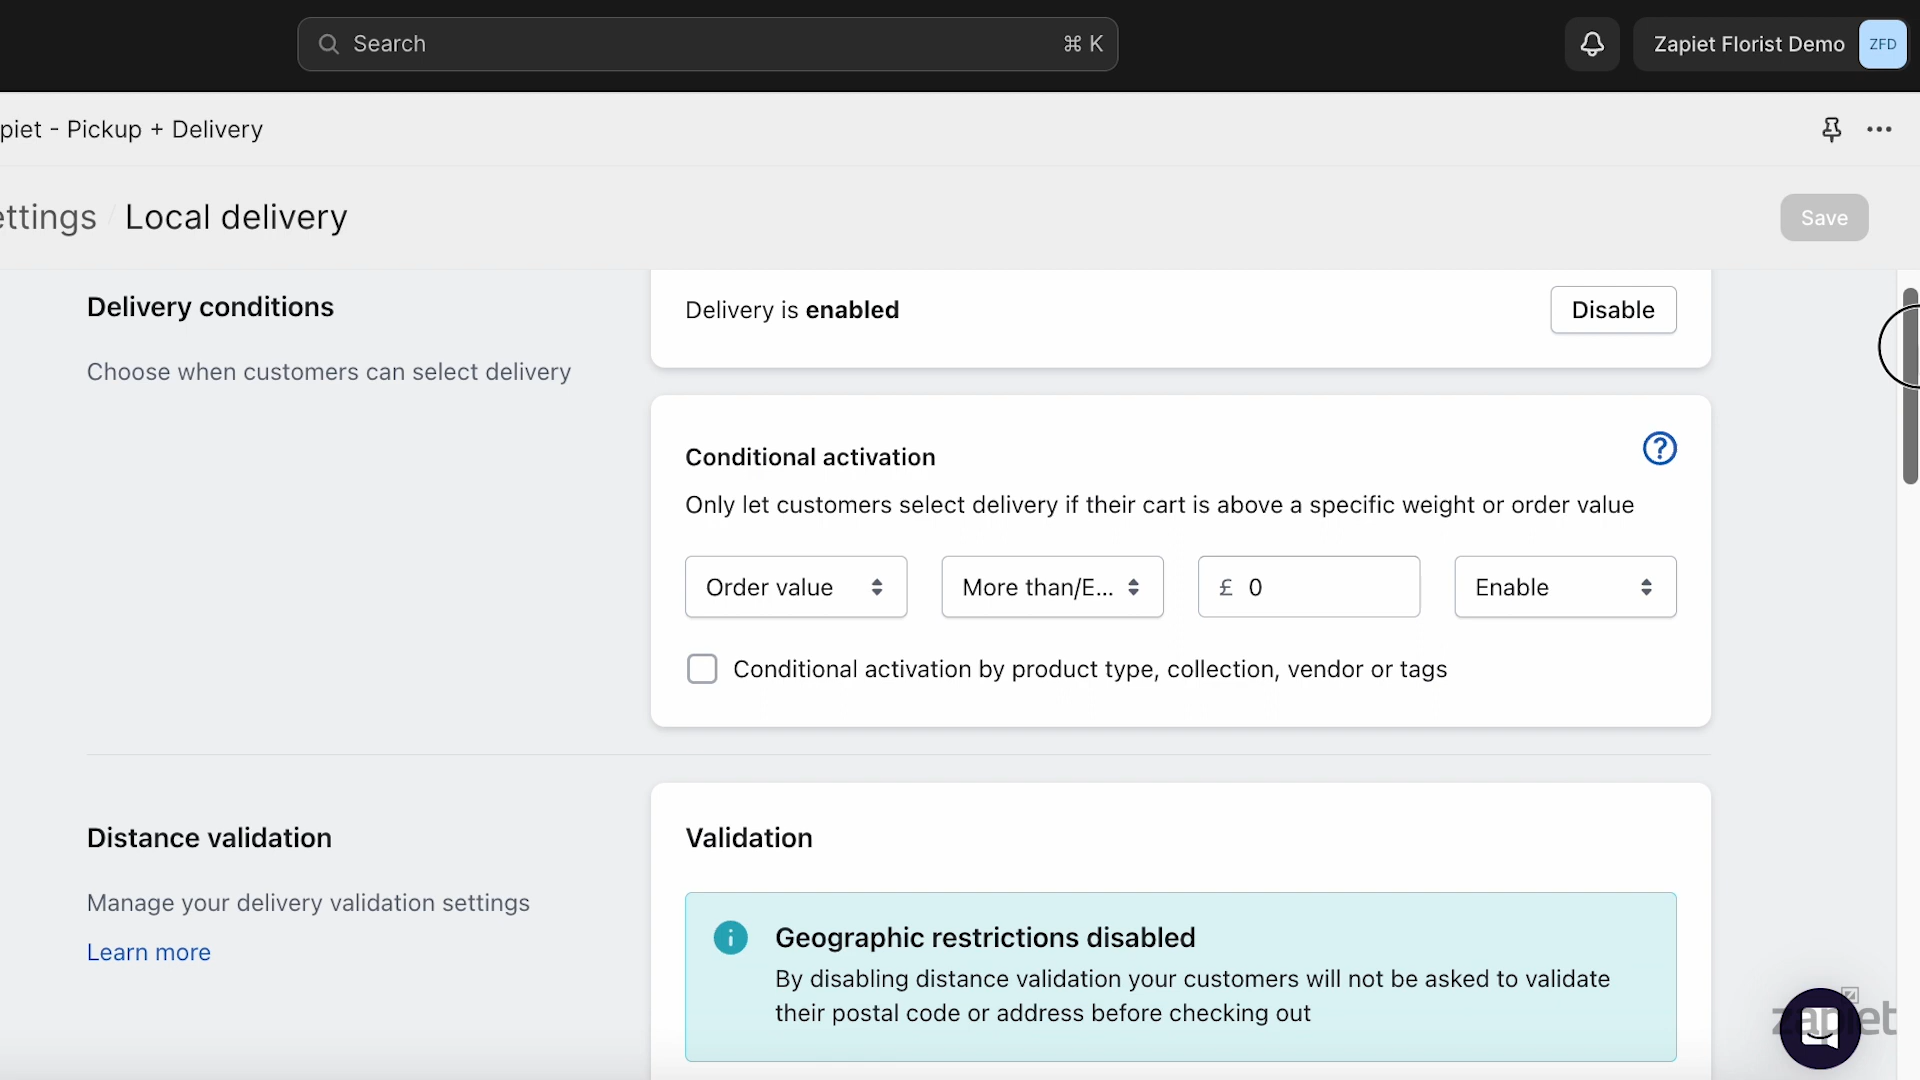 Search ⌘ K
Zapiet Florist Demo ZFD
piet - Pickup + Delivery
ettings / Local delivery
Save
Delivery conditions
Choose when customers can select delivery
Delivery is enabled
Disable
Conditional activation
Only let customers select delivery if their cart is above a specific weight or order value
Order value
More than/E...
£ 0
Enable
Conditional activation by product type, collection, vendor or tags
Distance validation
Manage your delivery validation settings
Learn more
Validation
Geographic restrictions disabled
By disabling distance validation your customers will not be asked to validate
their postal code or address before checking out
zapiet